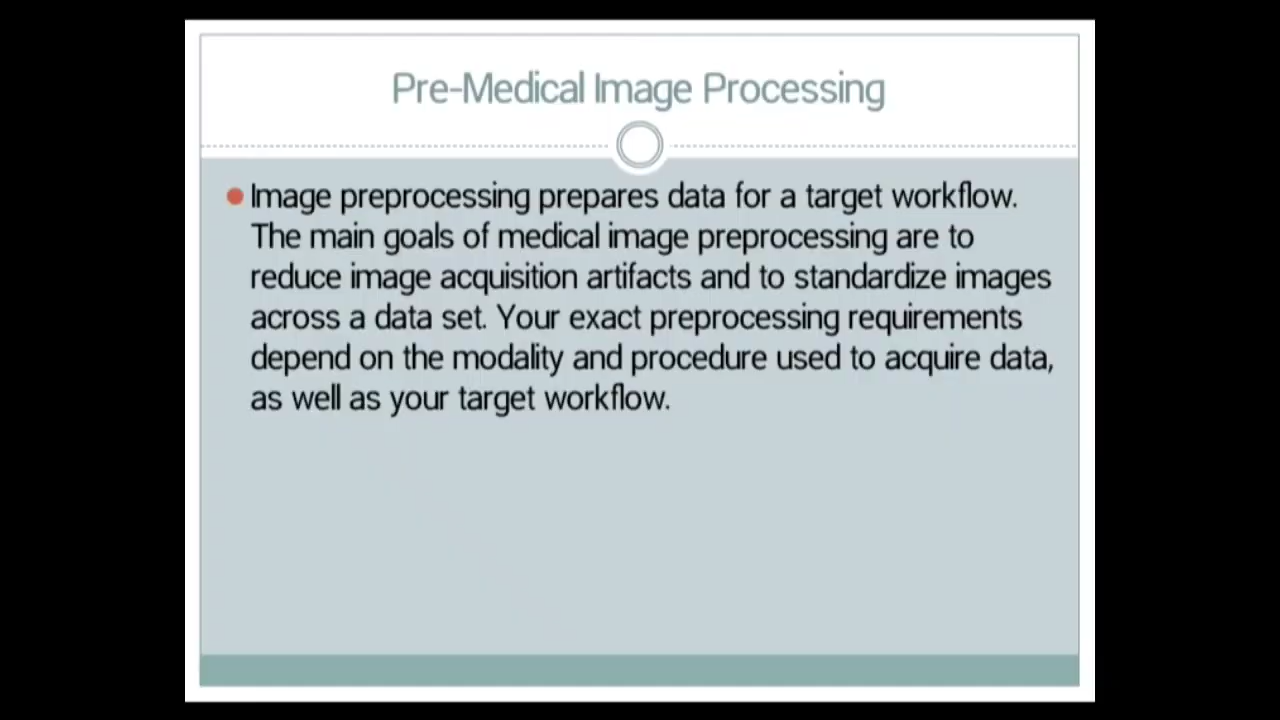 Pre-Medical Image Processing
Image preprocessing prepares data for a target workflow.
The main goals of medical image preprocessing are to
reduce image acquisition artifacts and to standardize images
across a data set. Your exact preprocessing requirements
depend on the modality and procedure used to acquire data,
as well as your target workflow.